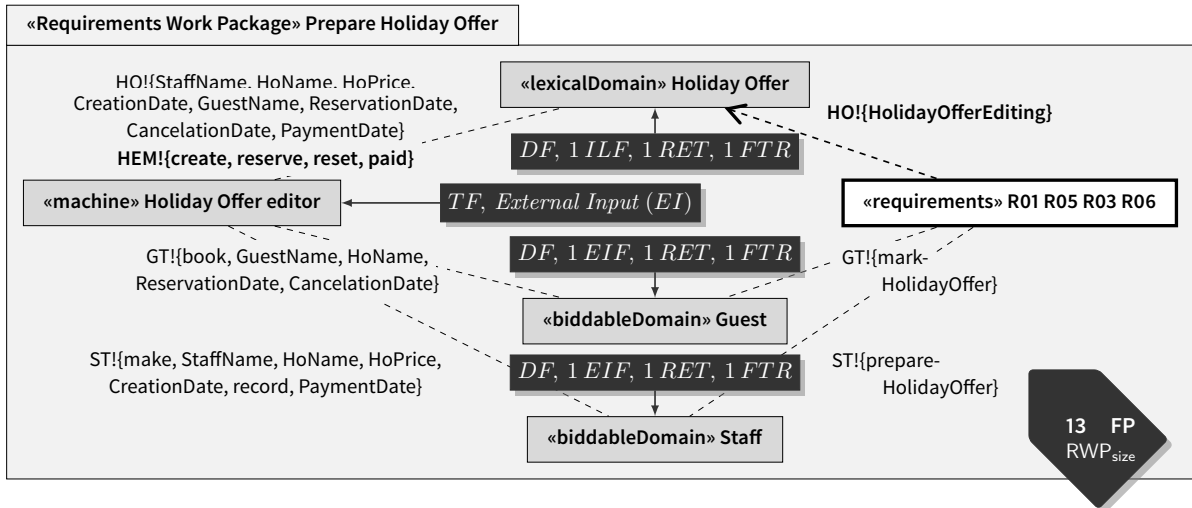 «Requirements Work Package» Prepare Holiday Offer
HO!{StaffName, HoName, HoPrice,
CreationDate, GuestName, ReservationDate,
CancelationDate, PaymentDate}
HEM!{create, reserve, reset, paid}
«lexicalDomain» Holiday Offer
HO!{HolidayOfferEditing}
DF, 1 ILF, 1 RET, 1 FTR
«machine» Holiday Offer editor
TF, External Input (EI)
«requirements» R01 R05 R03 R06
GT!{book, GuestName, HoName,
ReservationDate, CancelationDate}
DF, 1 EIF, 1 RET, 1 FTR
GT!{mark-
HolidayOffer}
«biddableDomain» Guest
ST!{make, StaffName, HoName, HoPrice,
CreationDate, record, PaymentDate}
DF, 1 EIF, 1 RET, 1 FTR
ST!{prepare-
HolidayOffer}
«biddableDomain» Staff
13 FP
RWPsize